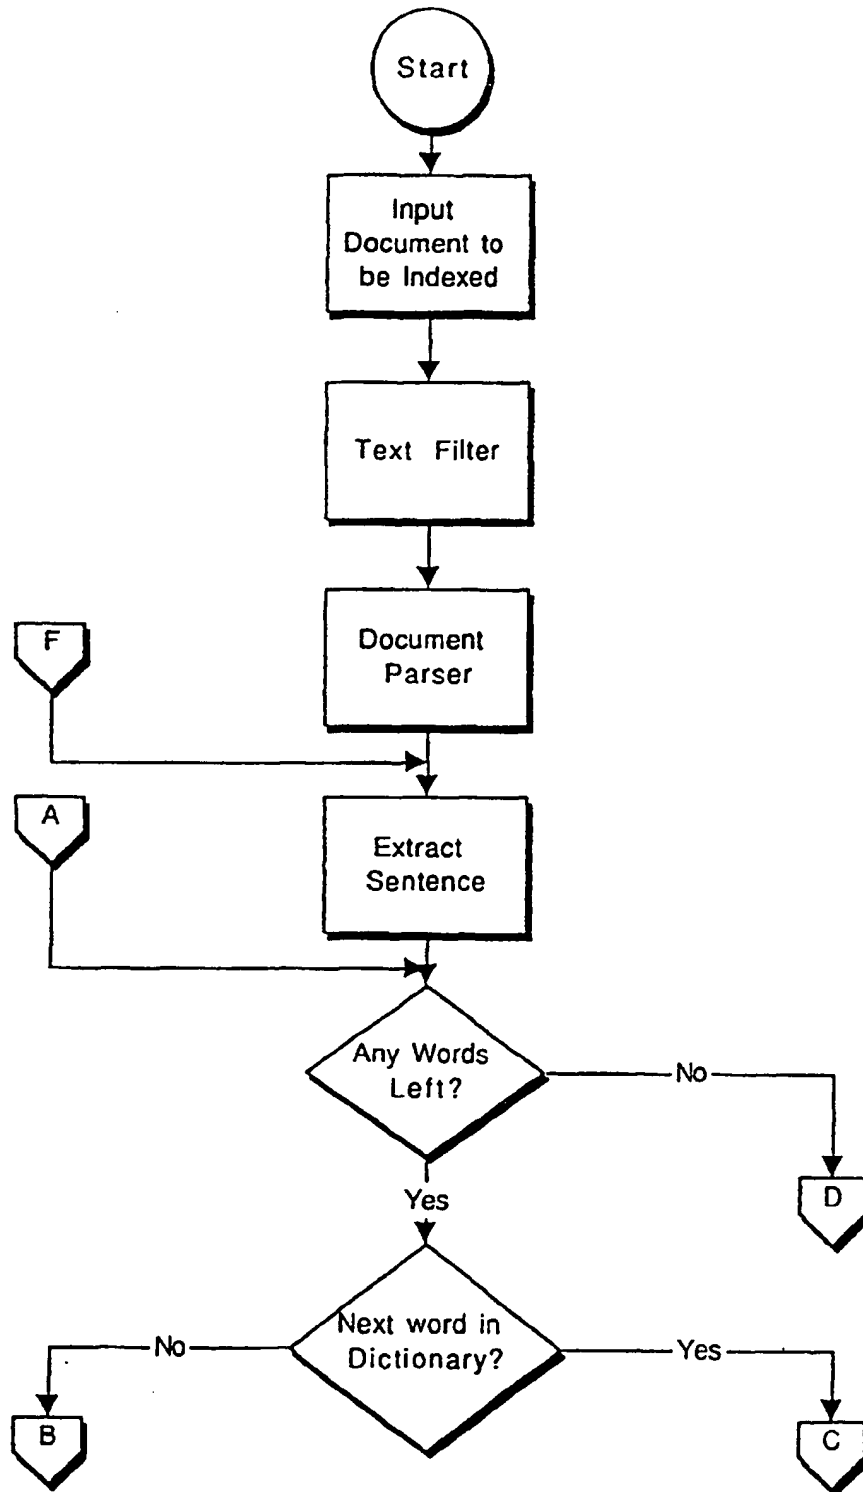 Start
Input
Document to
be Indexed
Text Filter
Document
Parser
F
A
Extract
Sentence
Any Words
Left?
No
D
Yes
Next word in
Dictionary?
No
Yes
B
C